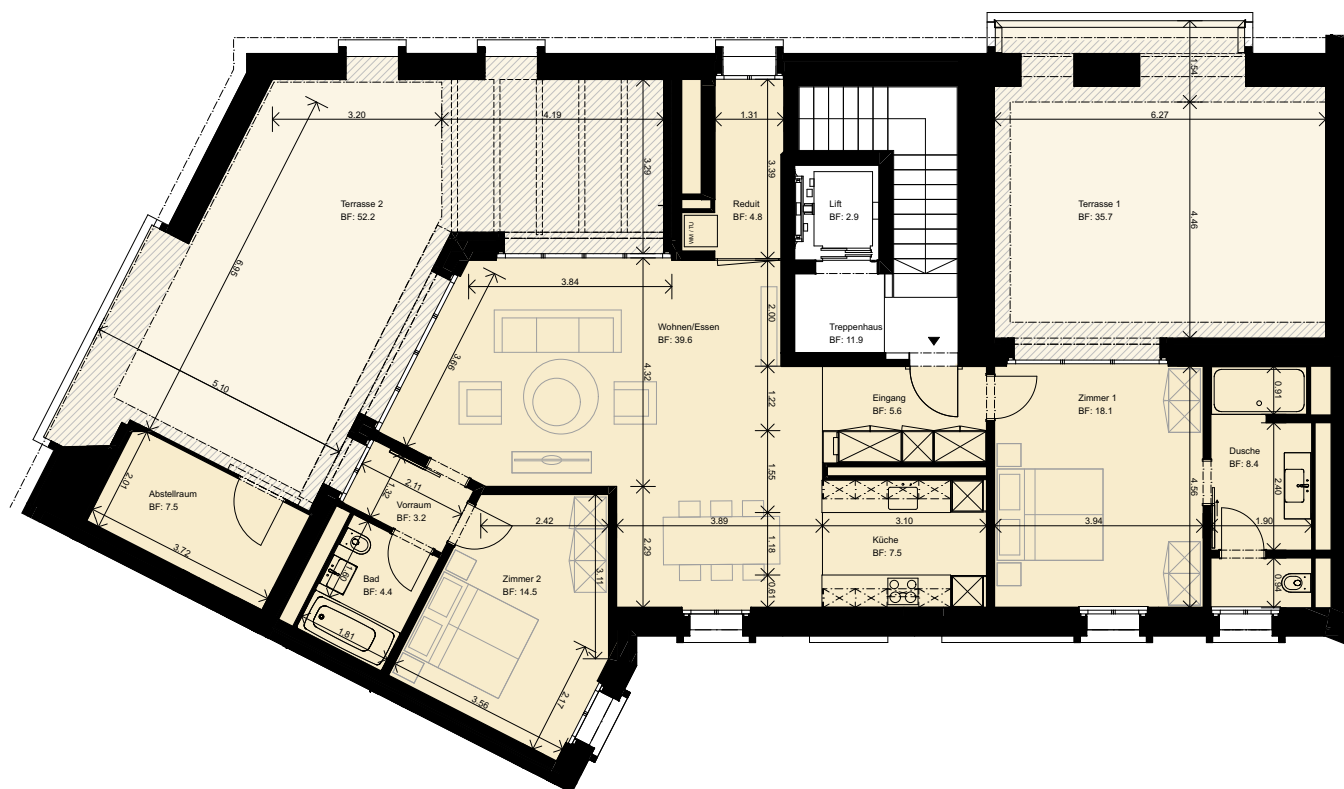 1.54
3.20
4.19
1.31
6.27
3.29
3.39
Terrasse 2
BF: 52.2
Reduit
BF: 4.8
Lift
BF: 2.9
Terrasse 1
BF: 35.7
4.46
WM / TU
6.95
3.84
2.00
Wohnen/Essen
BF: 39.6
Treppenhaus
BF: 11.9
3.66
4.32
5.10
1.22
Eingang
BF: 5.6
Zimmer 1
BF: 18.1
0.91
Dusche
BF: 8.4
2.01
Abstellraum
BF: 7.5
2.11
1.32
Vorraum
BF: 3.2
1.55
4.56
2.40
2.42
3.89
3.10
3.94
1.90
3.72
2.29
1.18
Küche
BF: 7.5
1.60
Bad
BF: 4.4
Zimmer 2
BF: 14.5
3.11
0.61
0.94
1.81
3.56
2.17